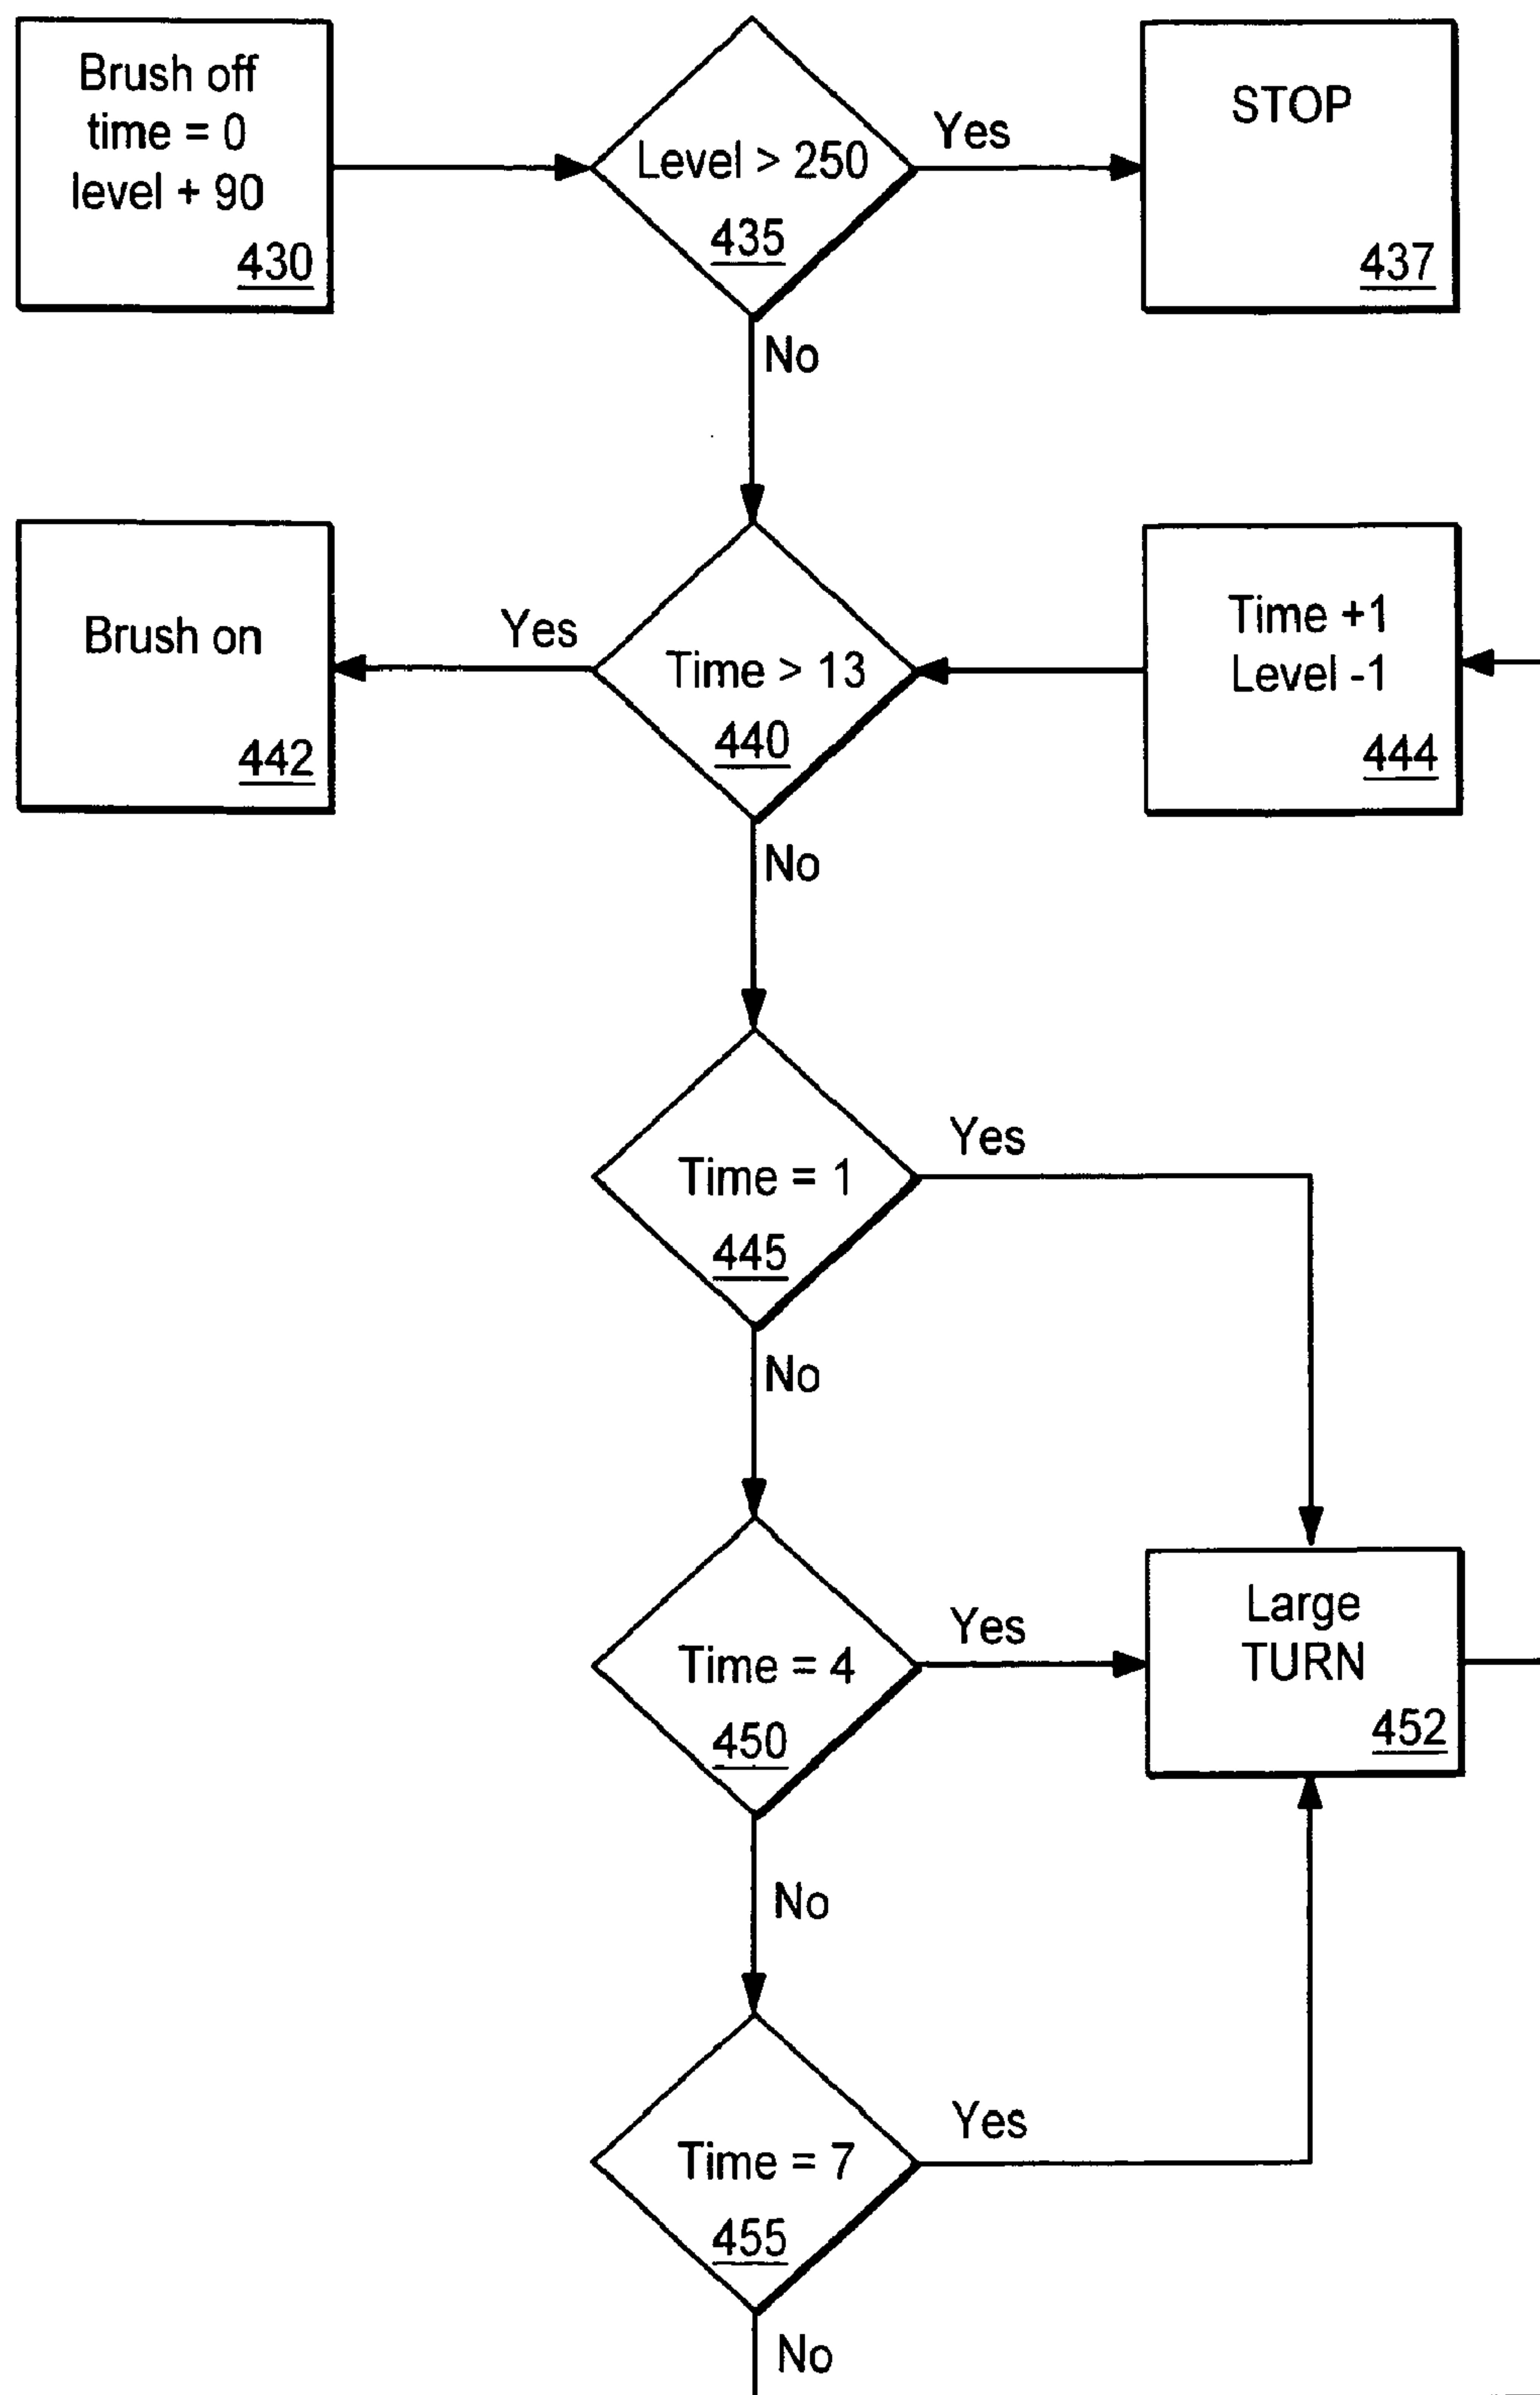 Brush off
time = 0
level + 90
430
Level > 250
435
Yes
STOP
437
No
Brush on
442
Yes
Time > 13
440
Time +1
Level -1
444
No
Time = 1
445
Yes
No
Time = 4
450
Yes
Large
TURN
452
No
Time = 7
455
Yes
No